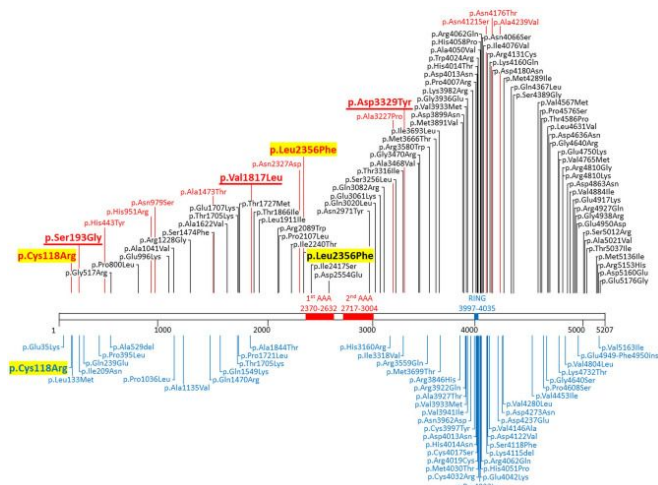 p.Asn4176Thr
p.Asn4121Ser
p.Ala4239Val
p.Arg4062Gln
p.Asn4066Ser
p.His4058Pro
p.Ile4076Val
p.Ala4050Val
p.Arg4131Cys
p.Trp4024Arg
p.Lys4160Gln
p.His4014Thr
p.Asp4180Asn
p.Asp4013Asn
p.Met4289Ile
p.Pro4007Arg
p.Gln4367Leu
p.Lys3982Arg
p.Ser4389Gly
p.Gly3936Glu
p.Asp3329Tyr
p.Val3933Met
p.Val4567Met
p.Ala3227Pro
p.Asp3899Asn
p.Pro4576Ser
p.Met3891Val
p.Thr4586Pro
p.Ile3693Leu
p.Leu4631Val
p.Met3666Thr
p.Asp4636Asn
p.Arg3580Trp
p.Gly4640Arg
p.Leu2356Phe
p.Gly3470Arg
p.Glu4750Lys
p.Ala3468Val
p.Val4765Met
p.Asn2327Asp
p.Thr3316Ile
p.Arg4810Gly
p.Ser3256Leu
p.Arg4810Lys
p.Val1817Leu
p.Gln3082Arg
p.Asp4863Asn
p.Ala1473Thr
p.Glu3061Lys
p.Val4884Ile
p.Thr1727Met
p.Gln3020Leu
p.Glu4917Lys
p.Glu1707Lys
p.Thr1866Ile
p.Asn2971Tyr
p.Arg4927Gln
p.Asn979Ser
p.Thr1705Lys
p.Leu1911Ile
p.Gly4938Arg
p.His951Arg
p.Ala1622Val
p.Arg2089Trp
p.Glu4950Asp
p.His443Tyr
p.Ser1474Phe
p.Pro2107Leu
p.Ser5012Arg
p.Ser193Gly
p.Arg1228Gly
p.Ile2240Thr
p.Ala5021Val
p.Ala1041Val
p.Thr5037Ile
p.Cys118Arg
p.Glu996Lys
p.Leu2356Phe
p.Met5136Ile
p.Pro800Leu
p.Ile24175er
p.Arg5153His
p.Gly517Arg
p.Asp2554Glu
p.Asp5160Glu
p.Glu5176Gly
1st AAA
2nd AAA
RING
2370-2632
2717-3004
3997-4035
1
1000
2000
3000
4000
5000
5207
p.Glu35Lys
p.Ala529del
p.Ala1844Thr
p.His3160Arg
p.Val5163Ile
p.Pro395Leu
p.Pro1721Leu
p.Ile3318Val
p.Glu4949-Phe4950ins
p.Gln239Glu
p.Thr1705Lys
p.Arg3559Gln
p.Val4804Leu
p.Cys118Arg
p.Ile209Asn
p.Gln1549Lys
p.Met3699Thr
p.Lys4732Thr
p.Leu133Met
p.Pro1036Leu
p.Gln1470Arg
p.Arg3846His
p.Gly4640Ser
p.Ala1135Val
p.Arg3922Gln
p.Pro4608Ser
p.Ala3927Thr
p.Val4453Ile
p.Val3933Met
p.Val4280Leu
p.Val3941Ile
p.Asp4273Asn
p.Asn3962Asp
p.Asp4237Glu
p.Cys3997Tyr
p.Val4146Ala
p.Asp4013Asn
p.Asp4122Val
p.His4014Asn
p.Ser4118Phe
p.Cys4017Ser
p.Lys4115del
p.Arg4019Cys
p.Arg4062Gln
p.Met4030Thr
p.His4051Pro
p.Cys4032Arg
p.Glu4042Lys